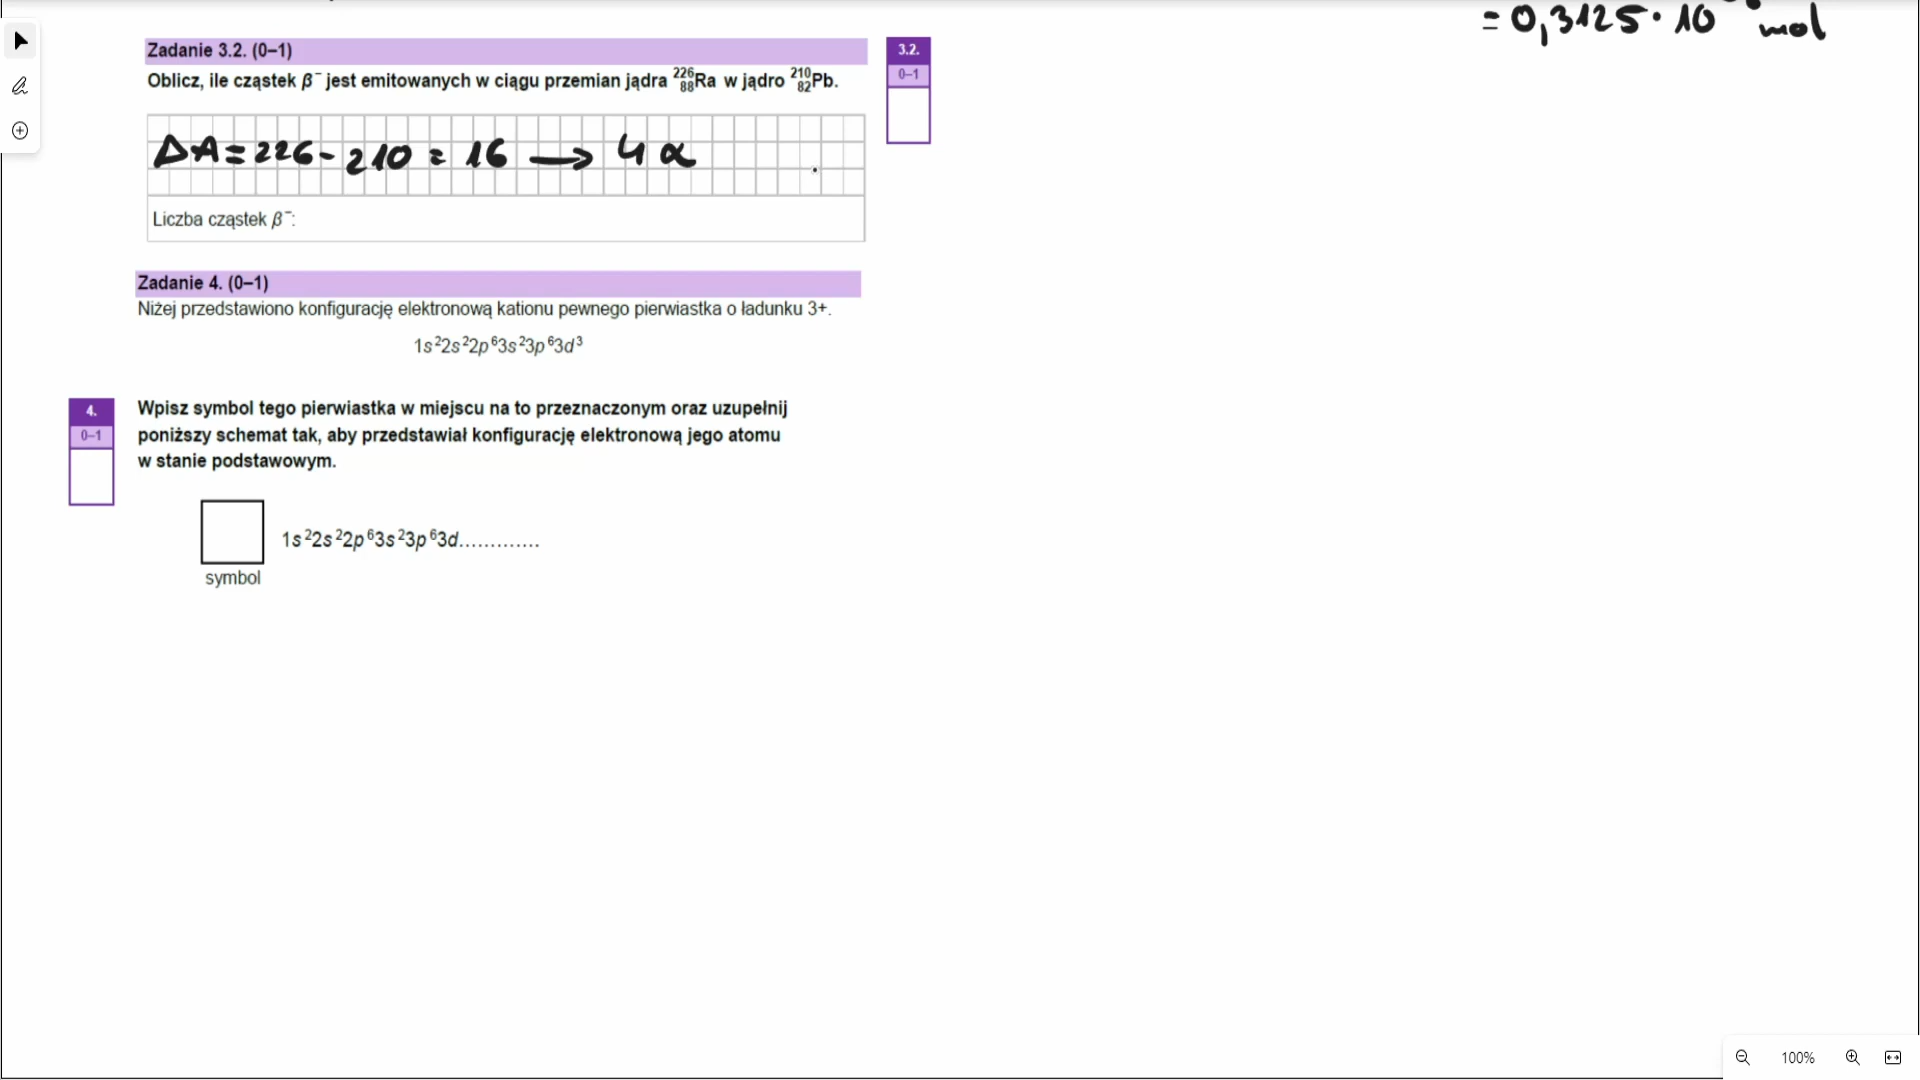 = 0,3125 · 10 mol
Zadanie 3.2. (0–1)
3.2.
0–1
Oblicz, ile cząstek β⁻ jest emitowanych w ciągu przemian jądra ²²⁶₈₈Ra w jądro ²¹⁰₈₂Pb.
ΔA = 226 - 210 = 16 → 4 α
Liczba cząstek β⁻:
Zadanie 4. (0–1)
Niżej przedstawiono konfigurację elektronową kationu pewnego pierwiastka o ładunku 3+.
1s²2s²2p⁶3s²3p⁶3d³
4.
0–1
Wpisz symbol tego pierwiastka w miejscu na to przeznaczonym oraz uzupełnij
poniższy schemat tak, aby przedstawiał konfigurację elektronową jego atomu
w stanie podstawowym.
1s²2s²2p⁶3s²3p⁶3d.............
symbol
100%